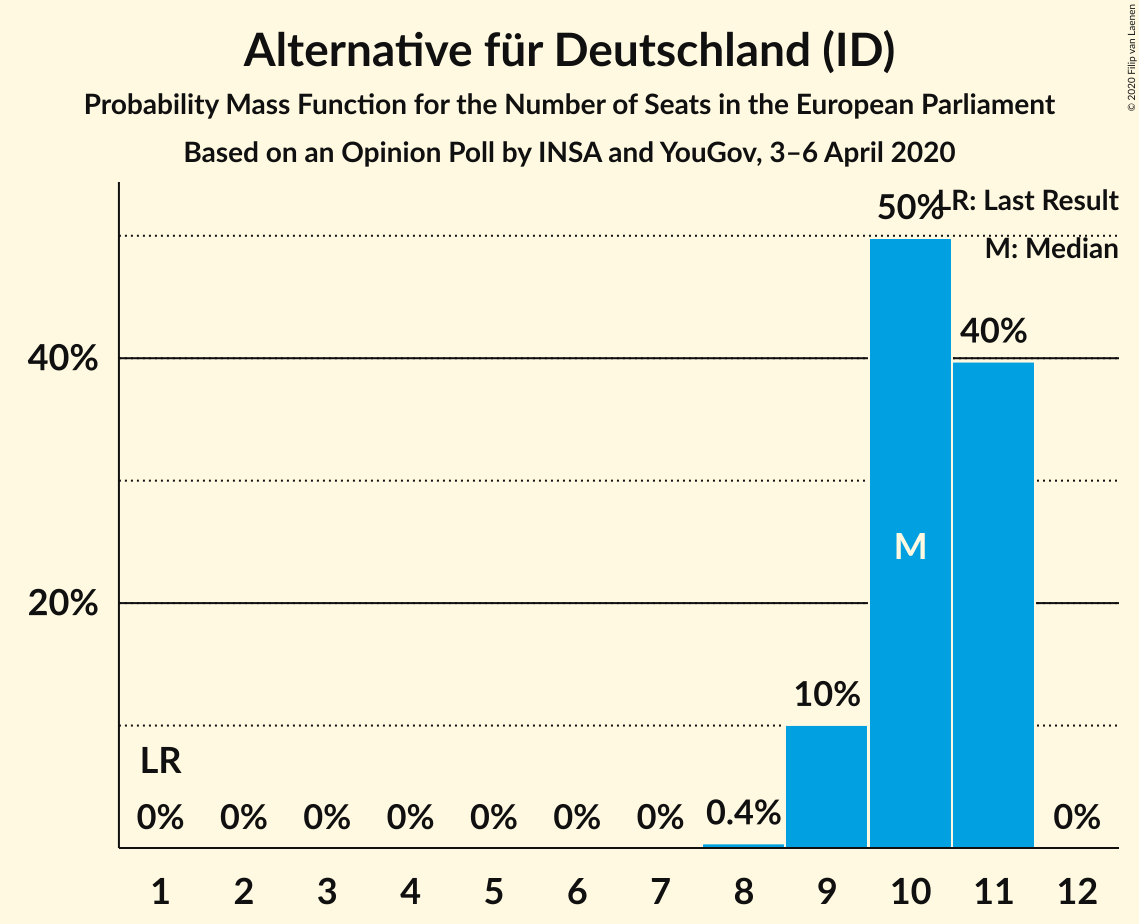 Alternative für Deutschland (ID)
Probability Mass Function for the Number of Seats in the European Parliament
Based on an Opinion Poll by INSA and YouGov, 3–6 April 2020
© 2020 Filip van Laenen
LR: Last Result
M: Median
50%
40%
40%
20%
M
10%
LR
0% 0% 0% 0% 0% 0% 0% 0.4% 0%
1 2 3 4 5 6 7 8 9 10 11 12